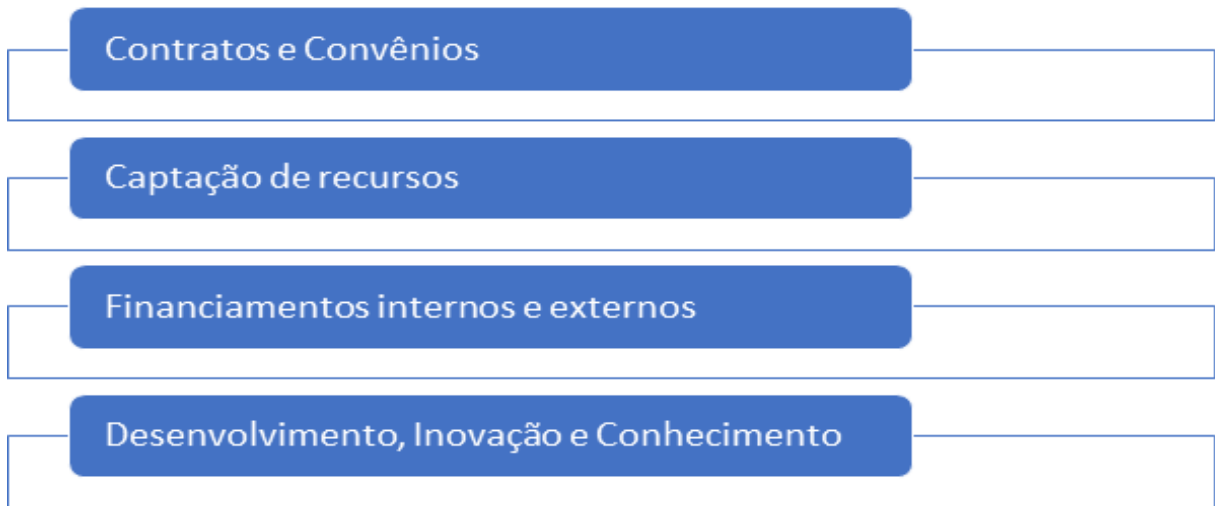 Contratos e Convênios
Captação de recursos
Financiamentos internos e externos
Desenvolvimento, Inovação e Conhecimento